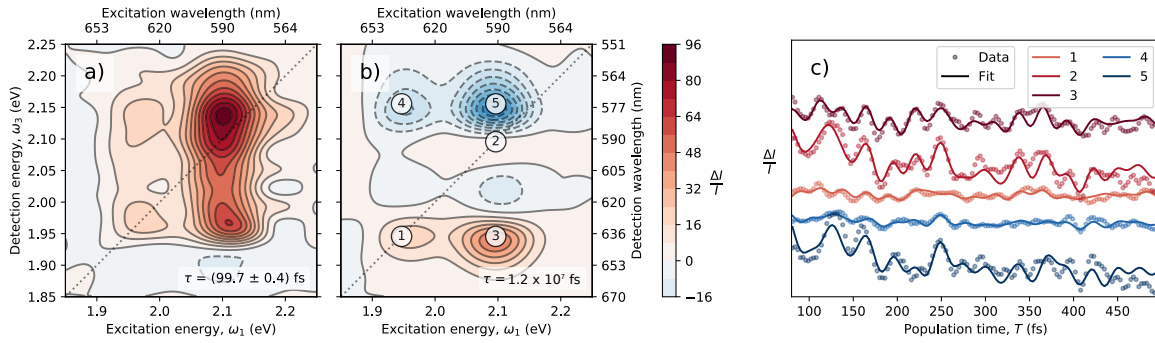 Excitation wavelength (nm)
653 620 590 564
Excitation wavelength (nm)
653 620 590 564
a)
Detection energy, ω3 (eV)
2.25
2.20
2.15
2.10
2.05
2.00
1.95
1.90
1.85
τ = (99.7 ± 0.4) fs
1.9 2.0 2.1 2.2
Excitation energy, ω1 (eV)
b)
4 5
2
1 3
τ = 1.2 x 10⁷ fs
1.9 2.0 2.1 2.2
Excitation energy, ω1 (eV)
551
564
577
590
605
620
636
653
670
Detection wavelength (nm)
96
80
64
48
32
16
0
−16
ΔI
T
c)
Data
Fit
1
2
3
4
5
ΔI
T
100 150 200 250 300 350 400 450
Population time, T (fs)